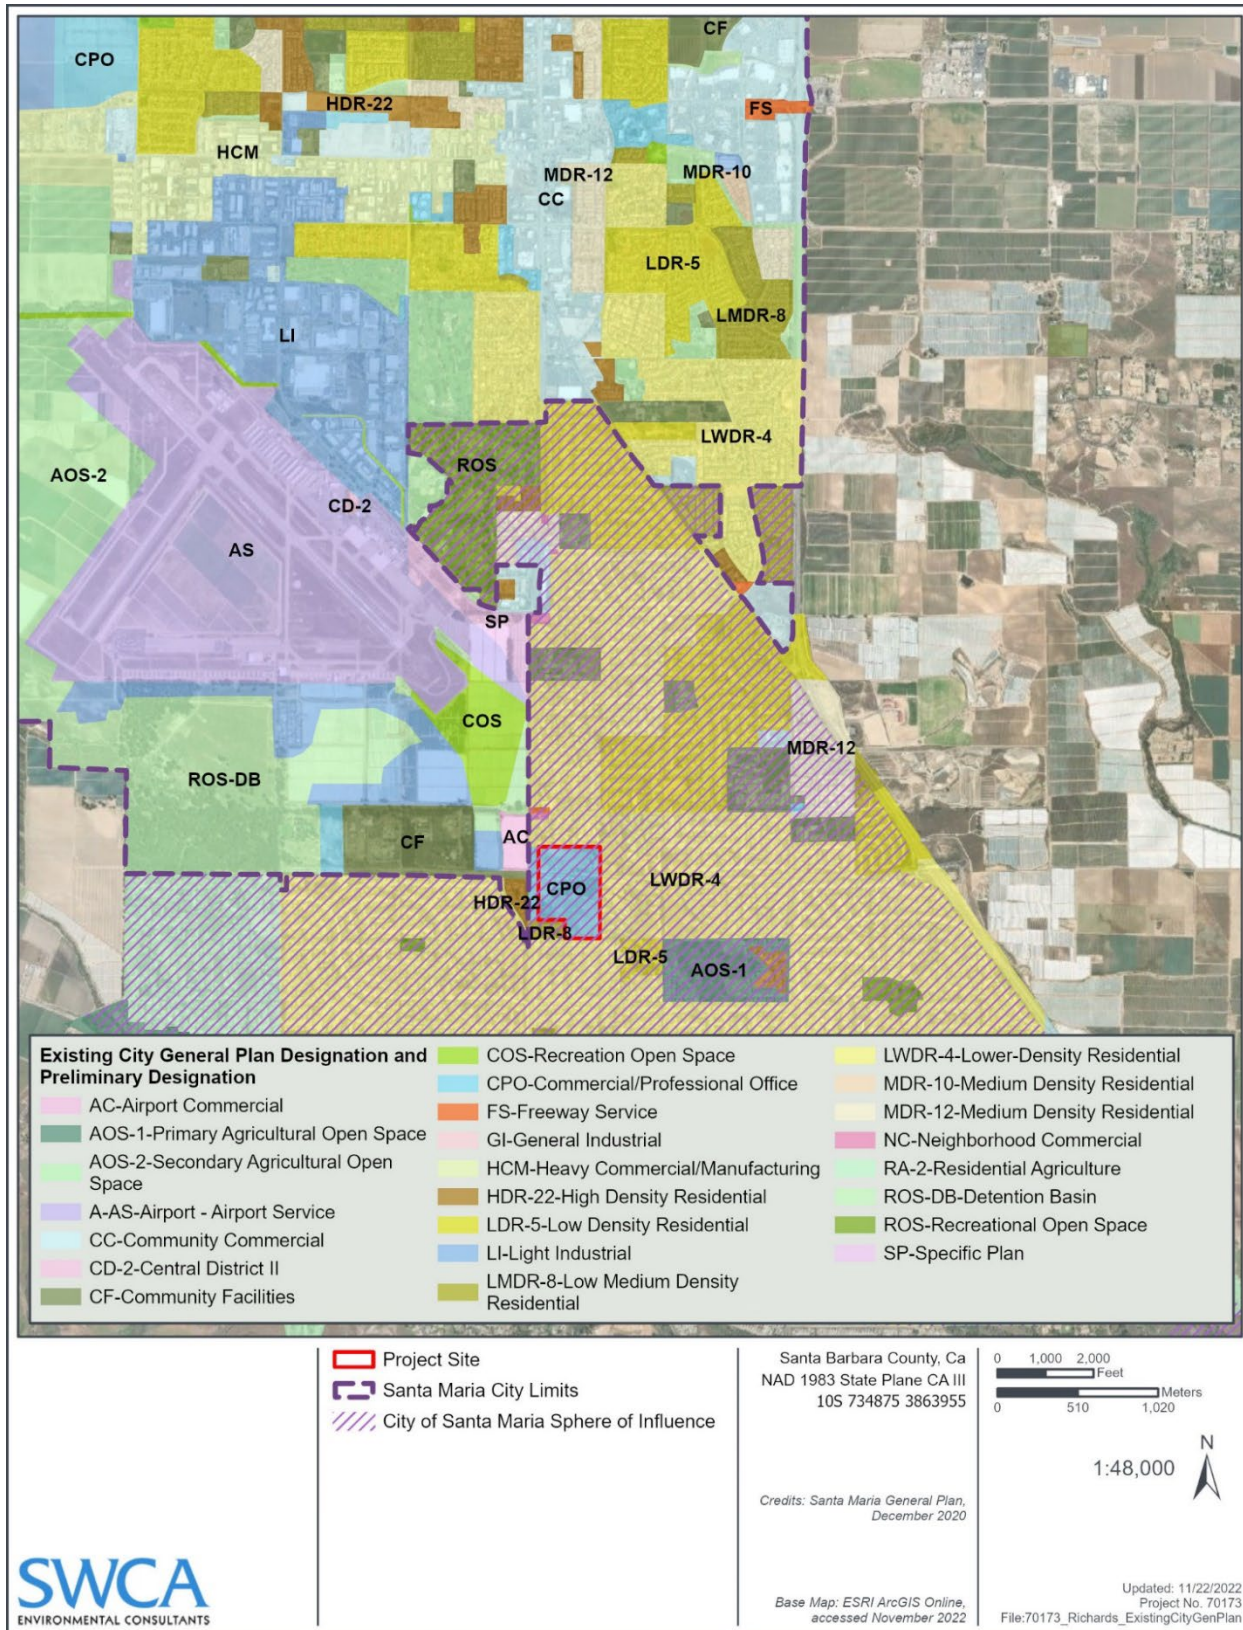 CPO
CF
HDR-22
FS
HCM
MDR-12
MDR-10
CC
LDR-5
LMDR-8
LI
LWDR-4
ROS
AOS-2
CD-2
AS
SP
COS
MDR-12
ROS-DB
CF
AC
LWDR-4
CPO
HDR-22
LDR-8
LDR-5
AOS-1
Existing City General Plan Designation and
Preliminary Designation
AC-Airport Commercial
AOS-1-Primary Agricultural Open Space
AOS-2-Secondary Agricultural Open
Space
A-AS-Airport - Airport Service
CC-Community Commercial
CD-2-Central District II
CF-Community Facilities
COS-Recreation Open Space
CPO-Commercial/Professional Office
FS-Freeway Service
GI-General Industrial
HCM-Heavy Commercial/Manufacturing
HDR-22-High Density Residential
LDR-5-Low Density Residential
LI-Light Industrial
LMDR-8-Low Medium Density
Residential
LWDR-4-Lower-Density Residential
MDR-10-Medium Density Residential
MDR-12-Medium Density Residential
NC-Neighborhood Commercial
RA-2-Residential Agriculture
ROS-DB-Detention Basin
ROS-Recreational Open Space
SP-Specific Plan
Project Site
Santa Maria City Limits
City of Santa Maria Sphere of Influence
Santa Barbara County, Ca
NAD 1983 State Plane CA III
10S 734875 3863955
Credits: Santa Maria General Plan,
December 2020
Base Map: ESRI ArcGIS Online,
accessed November 2022
0 1,000 2,000
Feet
Meters
0 510 1,020
N
1:48,000
Updated: 11/22/2022
Project No. 70173
File:70173_Richards_ExistingCityGenPlan
SWCA
ENVIRONMENTAL CONSULTANTS